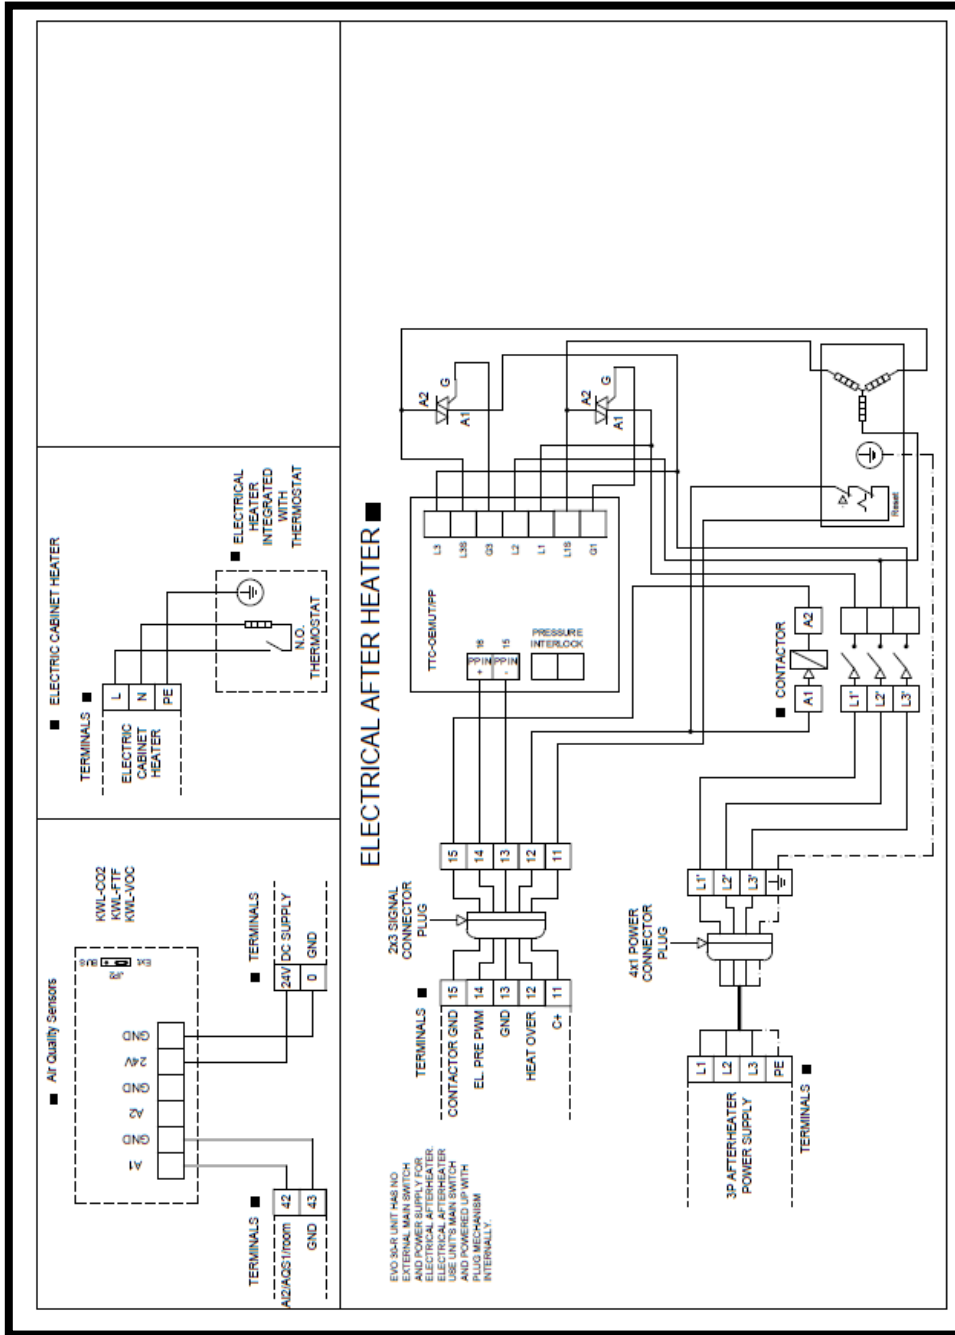 ■ Air Quality Sensors
KWL-CO2
KWL-FTF
KWL-VOC
A1
GND
A2
GND
24V
GND
TERMINALS ■
AI2/AQS1/room
42
GND
43
■ TERMINALS
24V
DC SUPPLY
0
GND
■ ELECTRIC CABINET HEATER
TERMINALS ■
L
N
PE
ELECTRIC
CABINET
HEATER
■ ELECTRICAL
HEATER
INTEGRATED
WITH
THERMOSTAT
N.O.
THERMOSTAT
ELECTRICAL AFTER HEATER ■
EVO 30-R UNIT HAS NO
EXTERNAL MAIN SWITCH
AND POWER SUPPLY FOR
ELECTRICAL AFTERHEATER.
ELECTRICAL AFTERHEATER
USE UNIT'S MAIN SWITCH
AND POWERED UP WITH
PLUG MECHANISM
INTERNALLY.
TERMINALS ■
CONTACTOR GND
15
EL. PRE PWM
14
GND
13
HEAT OVER
12
C+
11
2x3 SIGNAL
CONNECTOR
PLUG
15
14
13
12
11
TTC-OEMUT/PP
PP IN
+
16
PP IN
-
15
PRESSURE
INTERLOCK
L3
L3S
G3
L2
L1
L1S
G1
A2
G
A1
A2
G
A1
■ CONTACTOR
A1
A2
L1'
L2'
L3'
Reset
4x1 POWER
CONNECTOR
PLUG
L1'
L2'
L3'
L1
L2
L3
PE
3P AFTERHEATER
POWER SUPPLY
TERMINALS ■